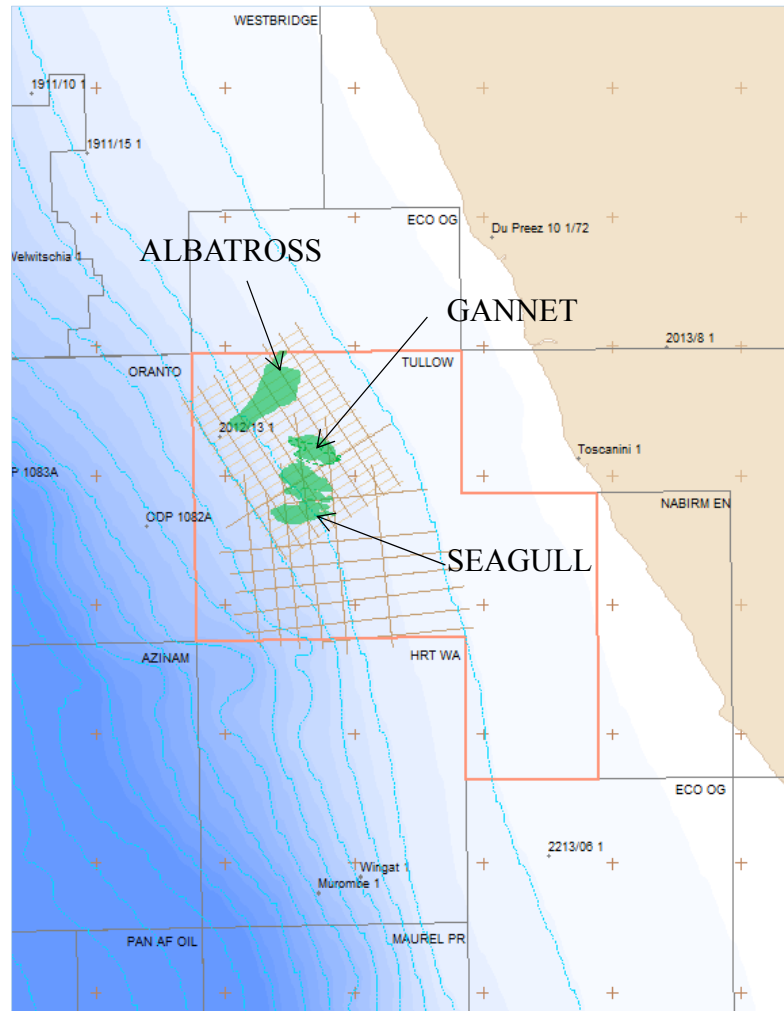 WESTBRIDGE
1911/10 1
1911/15 1
ECO OG
Du Preez 10 1/72
ALBATROSS
Welwitschia 1
GANNET
2013/8 1
ORANTO
TULLOW
2012/13 1
Toscanini 1
P 1083A
NABIRM EN
ODP 1082A
SEAGULL
AZINAM
HRT WA
ECO OG
2213/06 1
Wingat 1
Murombe 1
PAN AF OIL
MAUREL PR